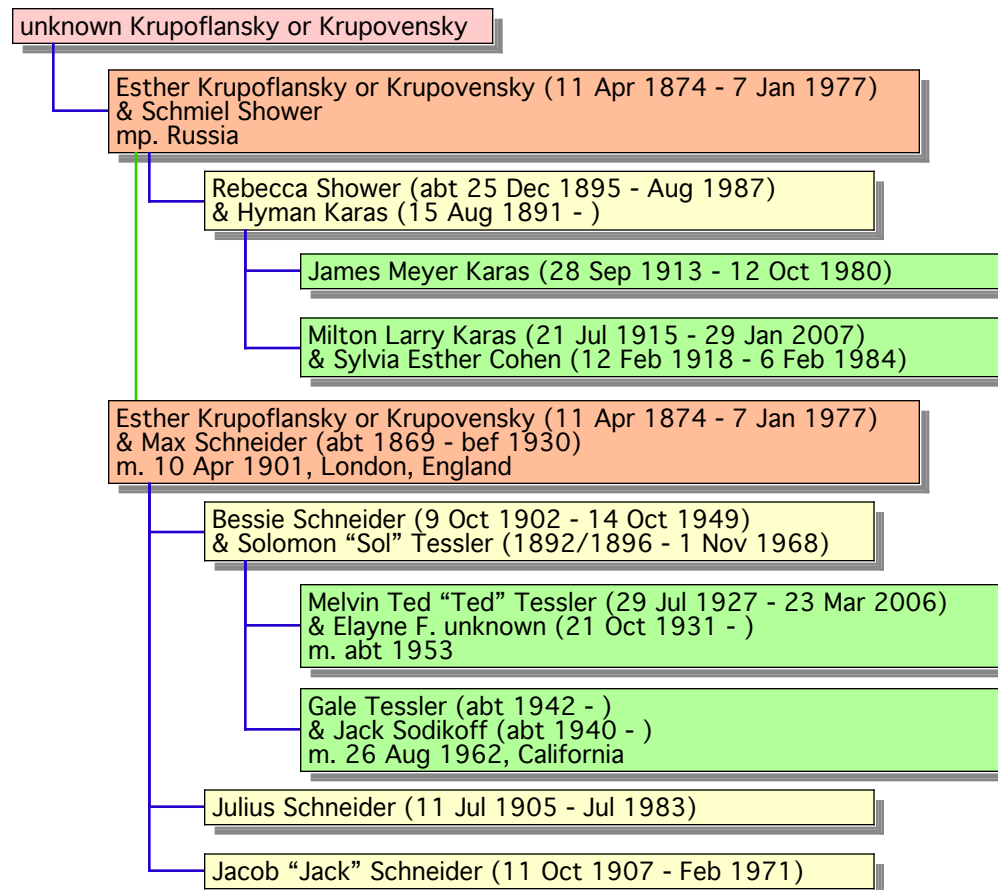 unknown Krupoflansky or Krupovensky
Esther Krupoflansky or Krupovensky (11 Apr 1874 - 7 Jan 1977)
& Schmiel Shower
mp. Russia
Rebecca Shower (abt 25 Dec 1895 - Aug 1987)
& Hyman Karas (15 Aug 1891 - )
James Meyer Karas (28 Sep 1913 - 12 Oct 1980)
Milton Larry Karas (21 Jul 1915 - 29 Jan 2007)
& Sylvia Esther Cohen (12 Feb 1918 - 6 Feb 1984)
Esther Krupoflansky or Krupovensky (11 Apr 1874 - 7 Jan 1977)
& Max Schneider (abt 1869 - bef 1930)
m. 10 Apr 1901, London, England
Bessie Schneider (9 Oct 1902 - 14 Oct 1949)
& Solomon “Sol” Tessler (1892/1896 - 1 Nov 1968)
Melvin Ted “Ted” Tessler (29 Jul 1927 - 23 Mar 2006)
& Elayne F. unknown (21 Oct 1931 - )
m. abt 1953
Gale Tessler (abt 1942 - )
& Jack Sodikoff (abt 1940 - )
m. 26 Aug 1962, California
Julius Schneider (11 Jul 1905 - Jul 1983)
Jacob “Jack” Schneider (11 Oct 1907 - Feb 1971)